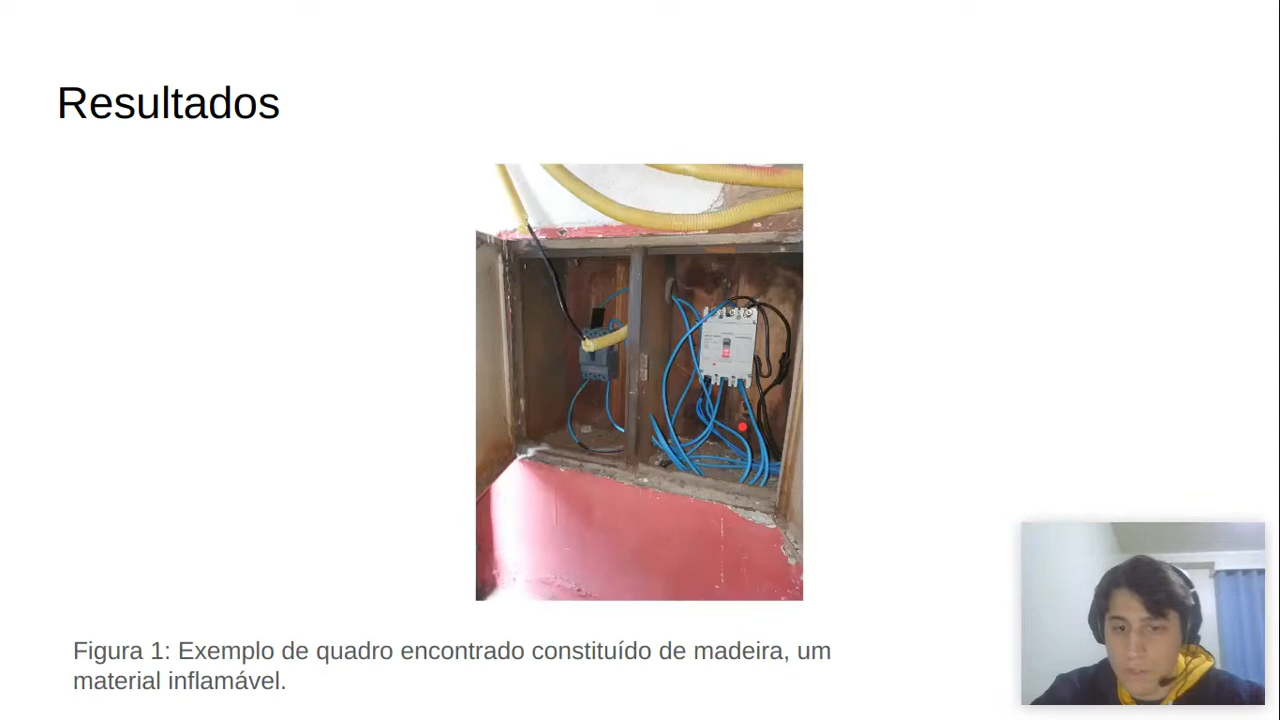 Resultados
Figura 1: Exemplo de quadro encontrado constituído de madeira, um
material inflamável.